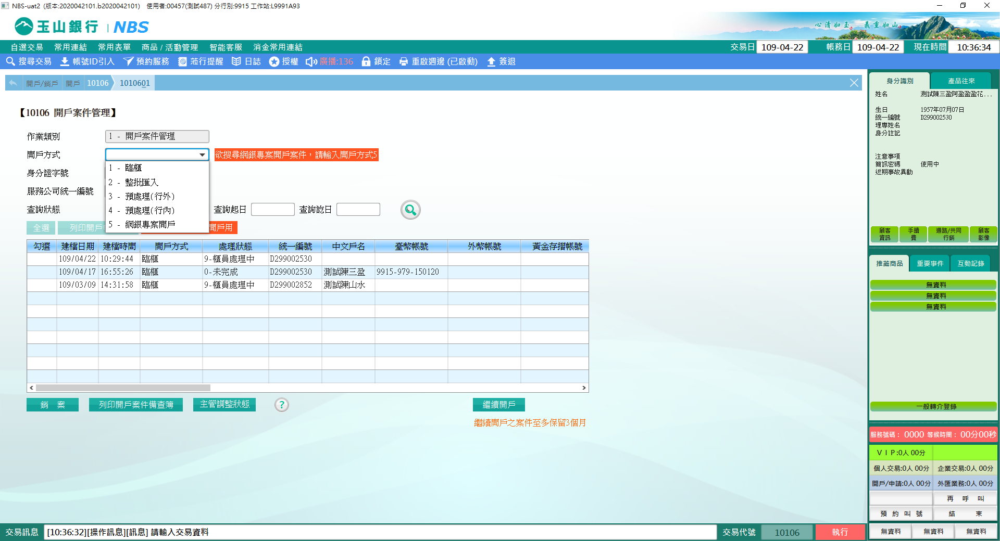 NBS-uat2 (版本:2020042101.b2020042101) 使用者:00457(測試487) 分行別:9915 工作站:L9991A93
玉山銀行 | NBS
心清如玉 義重如山
自選交易 常用連結 常用表單 商品 / 活動管理 智能客服 消金常用連結
交易日 109-04-22 帳務日 109-04-22 現在時間 10:36:34
搜尋交易 帳號ID引入 預約服務 蒞行提醒 日誌 授權 廣播:136 鎖定 重啟週邊 (已啟動) 簽退
開戶/銷戶 開戶 10106 1010601
【10106 開戶案件管理】
作業類別 1 - 開戶案件管理
開戶方式 欲搜尋網銀專案開戶案件，請輸入開戶方式5
1 - 臨櫃
2 - 整批匯入
3 - 預處理(行外)
4 - 預處理(行內)
5 - 網銀專案開戶
身分證字號
服務公司統一編號
查詢狀態 查詢起日 查詢訖日
全選 列印開戶 開戶用
勾選 建檔日期 建檔時間 開戶方式 處理狀態 統一編號 中文戶名 臺幣帳號 外幣帳號 黃金存摺帳號
109/04/22 10:29:44 臨櫃 9-櫃員處理中 D299002530
109/04/17 16:55:26 臨櫃 0-未完成 D299002530 測試陳三盈 9915-979-150120
109/03/09 14:31:58 臨櫃 9-櫃員處理中 D299002852 測試陳山水
銷 案 列印開戶案件備查簿 主管調整狀態 ? 繼續開戶
繼續開戶之案件至多保留3個月
交易訊息 [10:36:32][操作訊息][訊息] 請輸入交易資料 交易代號 10106 執行
身分識別 產品往來
姓名 測試陳三盈阿盈盈盈花...
生日 1957年07月07日
統一編號 D299002530
理專姓名
身分註記
注意事項
簡訊密碼 使用中
近期事故異動
顧客資訊 手續費 通路/共同行銷 顧客影像
推薦商品 重要事件 互動記錄
無資料
無資料
無資料
一般轉介登錄
服務號碼： 0000 等候時間： 00分00秒
ＶＩＰ:0人 00分
個人交易:0人 00分 企業交易:0人 00分
開戶/申請:0人 00分 外匯業務:0人 00分
再 呼 叫
預 約 叫 號 結 束
無資料 無資料 無資料